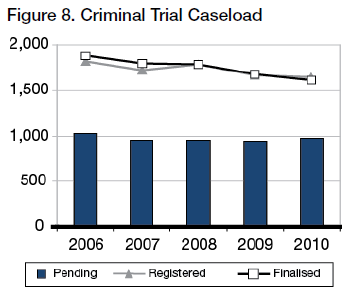 Figure 8. Criminal Trial Caseload
2,000
1,500
1,000
500
0
2006 2007 2008 2009 2010
Pending Registered Finalised